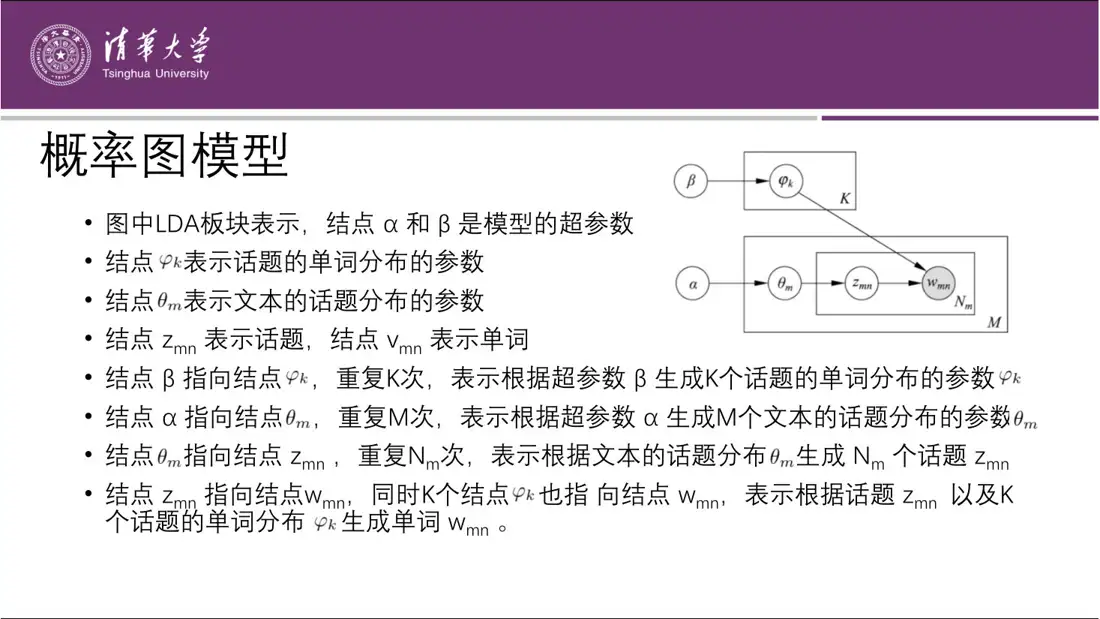 清华大学
Tsinghua University
概率图模型
• 图中LDA板块表示，结点 α 和 β 是模型的超参数
• 结点 φₖ表示话题的单词分布的参数
• 结点 θₘ表示文本的话题分布的参数
• 结点 zₘₙ 表示话题，结点 vₘₙ 表示单词
• 结点 β 指向结点φₖ，重复K次，表示根据超参数 β 生成K个话题的单词分布的参数φₖ
• 结点 α 指向结点θₘ，重复M次，表示根据超参数 α 生成M个文本的话题分布的参数θₘ
• 结点θₘ指向结点 zₘₙ ，重复Nₘ次，表示根据文本的话题分布θₘ生成 Nₘ 个话题 zₘₙ
• 结点 zₘₙ 指向结点wₘₙ，同时K个结点φₖ也指 向结点 wₘₙ，表示根据话题 zₘₙ 以及K
个话题的单词分布 φₖ生成单词 wₘₙ 。
β φₖ
K
α θₘ zₘₙ wₘₙ
Nₘ
M